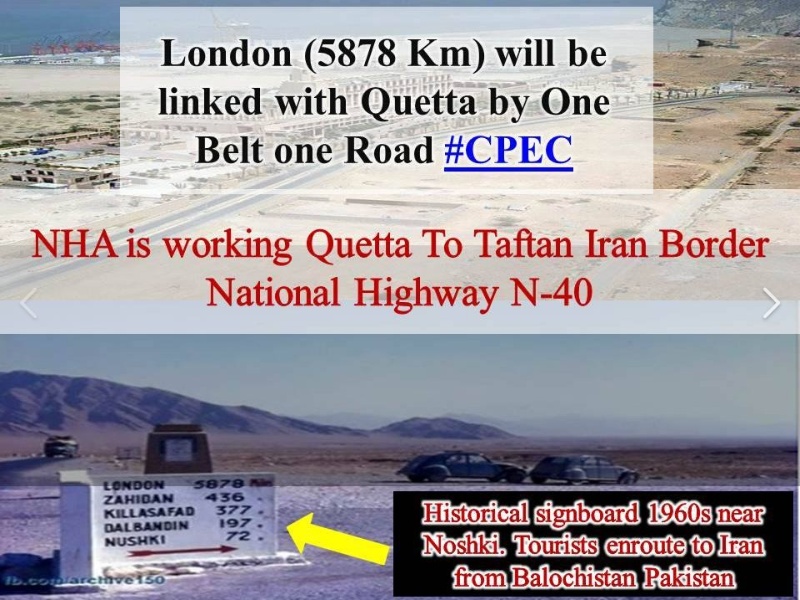 London (5878 Km) will be
linked with Quetta by One
Belt one Road #CPEC
NHA is working Quetta To Taftan Iran Border
National Highway N-40
LONDON 5878 Km
ZAHIDAN 436 .
KILLASAFAD 377 .
DALBANDIN 197 .
NUSHKI 72 .
Historical signboard 1960s near
Noshki. Tourists enroute to Iran
from Balochistan Pakistan
fb.com/archive150